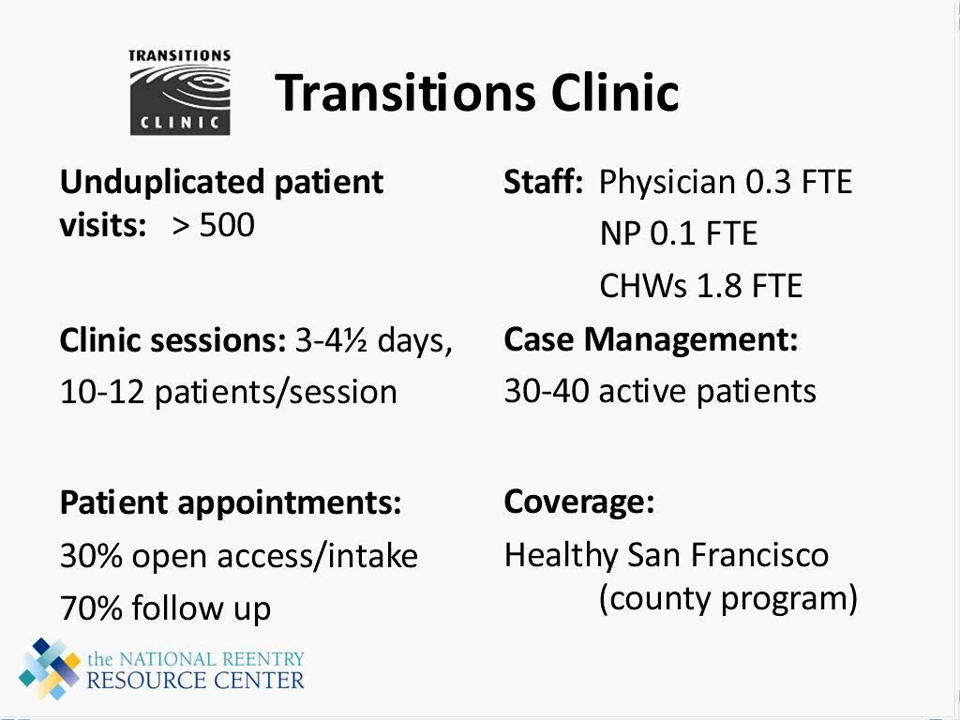 TRANSITIONS
CLINIC
Transitions Clinic
Unduplicated patient
visits: > 500
Clinic sessions: 3-4½ days,
10-12 patients/session
Patient appointments:
30% open access/intake
70% follow up
Staff: Physician 0.3 FTE
NP 0.1 FTE
CHWs 1.8 FTE
Case Management:
30-40 active patients
Coverage:
Healthy San Francisco
(county program)
the NATIONAL REENTRY
RESOURCE CENTER